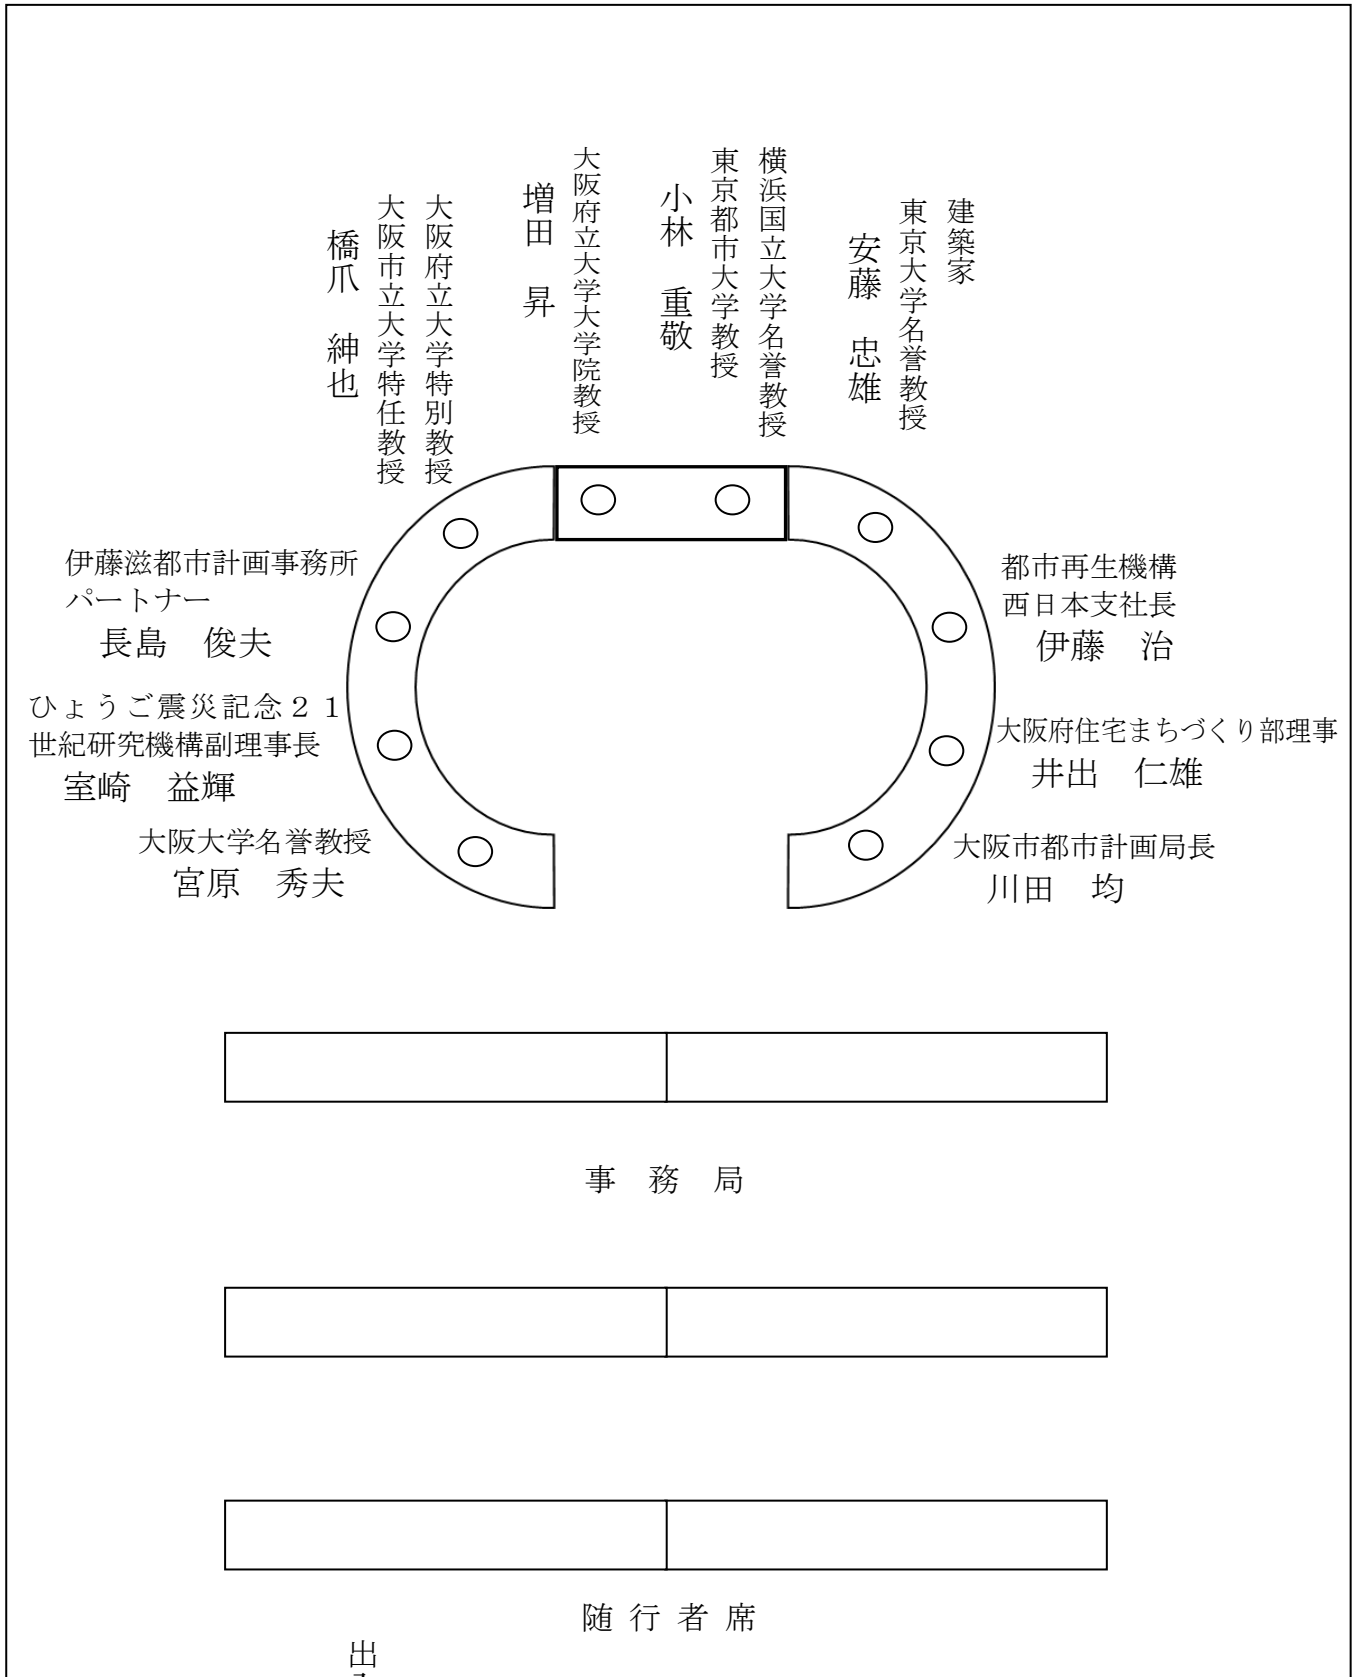 建築家
東京大学名誉教授
安藤　忠雄
横浜国立大学名誉教授
東京都市大学教授
小林　重敬
大阪府立大学大学院教授
増田　昇
大阪府立大学特別教授
大阪市立大学特任教授
橋爪　紳也
伊藤滋都市計画事務所
パートナー
長島　俊夫
ひょうご震災記念２１
世紀研究機構副理事長
室崎　益輝
大阪大学名誉教授
宮原　秀夫
都市再生機構
西日本支社長
伊藤　治
大阪府住宅まちづくり部理事
井出　仁雄
大阪市都市計画局長
川田　均
事　務　局
随 行 者 席
出